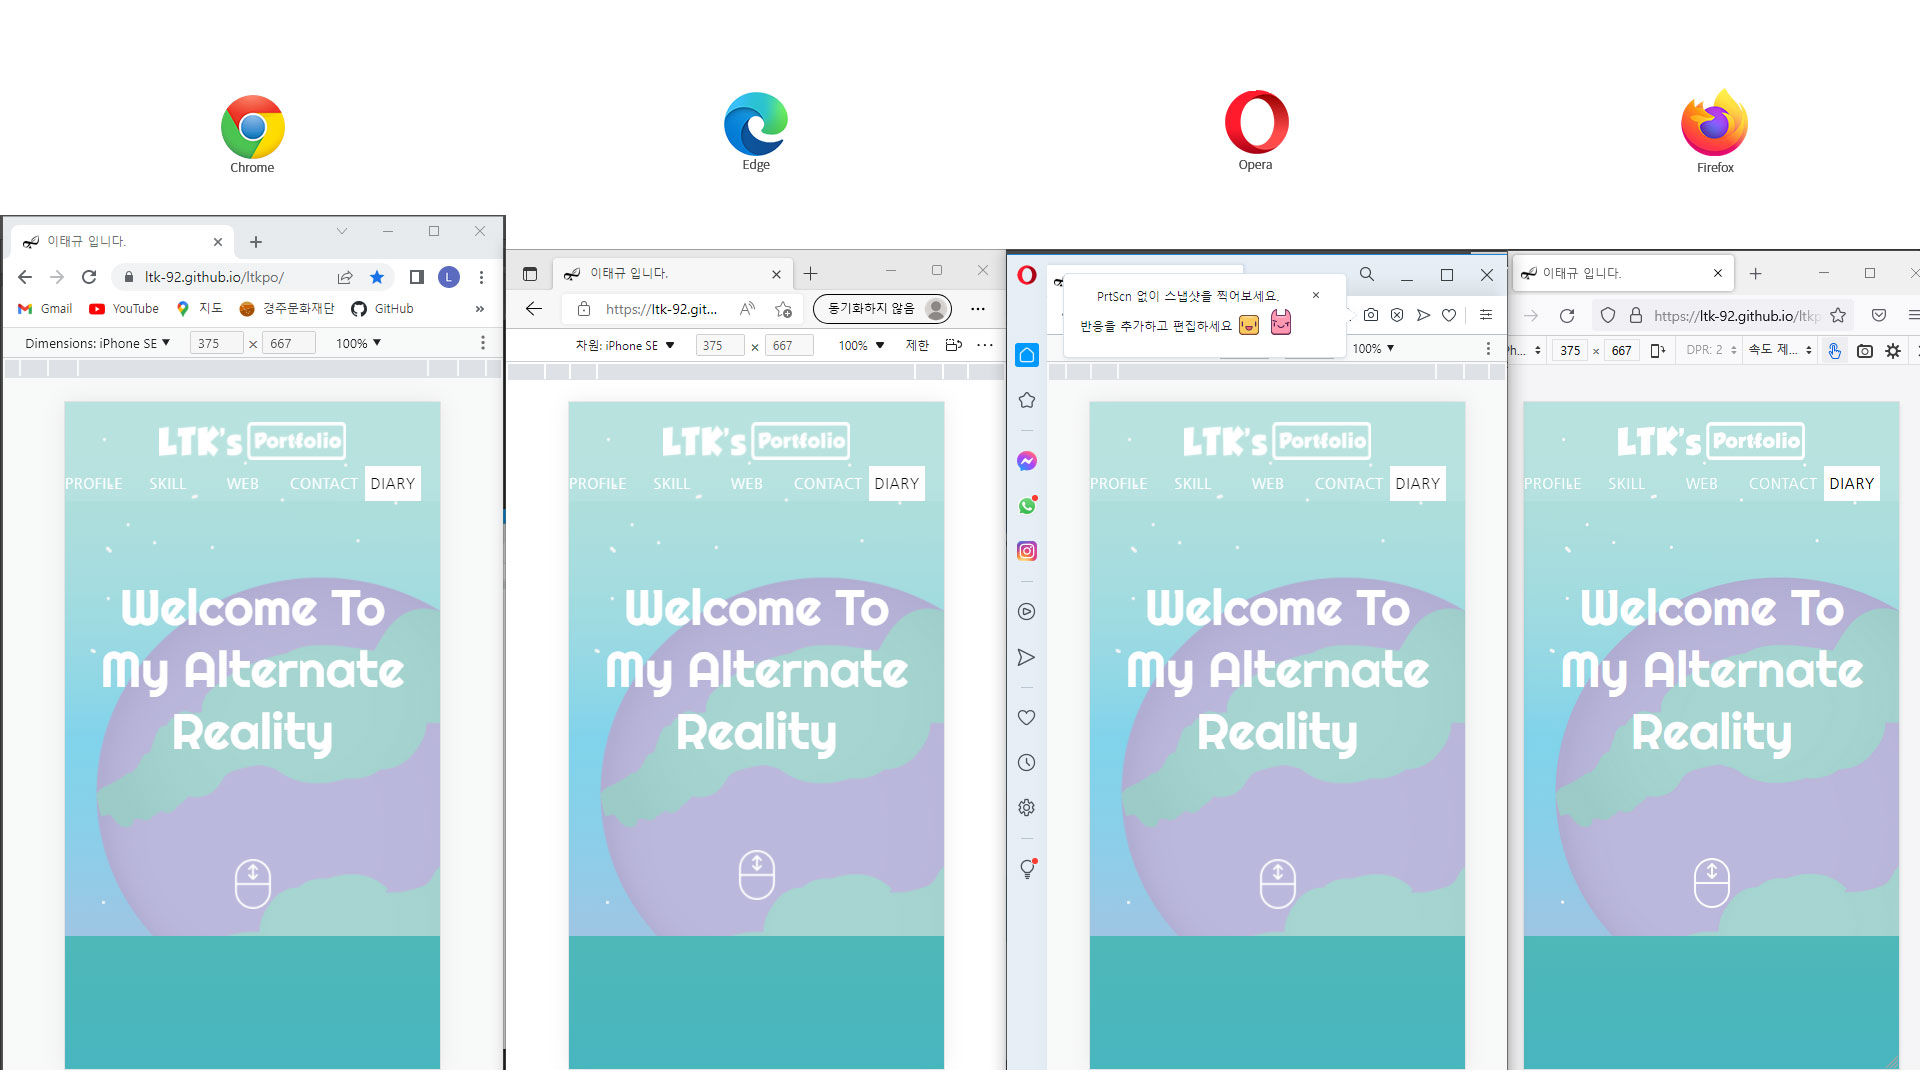 Chrome
Edge
Opera
Firefox
이태규 입니다.
ltk-92.github.io/ltkpo/
L
Gmail
YouTube
지도
경주문화재단
GitHub
»
Dimensions: iPhone SE
375 × 667
100%
LTK's Portfolio
PROFILE SKILL WEB CONTACT DIARY
Welcome To
My Alternate
Reality
이태규 입니다.
https://ltk-92.git...
동기화하지 않음
차원: iPhone SE
375 × 667
100%
제한
LTK's Portfolio
PROFILE SKILL WEB CONTACT DIARY
Welcome To
My Alternate
Reality
PrtScn 없이 스냅샷을 찍어보세요.
반응을 추가하고 편집하세요
100%
LTK's Portfolio
PROFILE SKILL WEB CONTACT DIARY
Welcome To
My Alternate
Reality
이태규 입니다.
https://ltk-92.github.io/ltkp
Ph...
375 × 667
DPR: 2
속도 제...
LTK's Portfolio
PROFILE SKILL WEB CONTACT DIARY
Welcome To
My Alternate
Reality